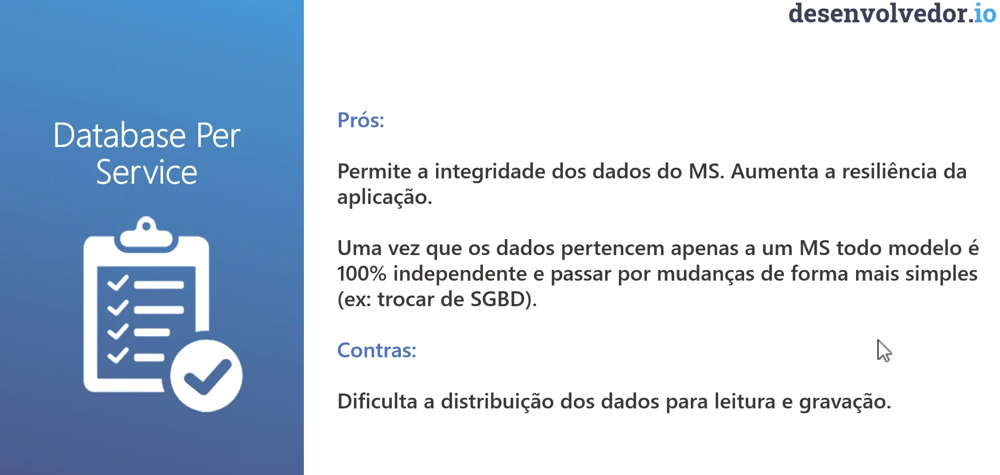 desenvolvedor.io
Database Per
Service
Prós:
Permite a integridade dos dados do MS. Aumenta a resiliência da
aplicação.
Uma vez que os dados pertencem apenas a um MS todo modelo é
100% independente e passar por mudanças de forma mais simples
(ex: trocar de SGBD).
Contras:
Dificulta a distribuição dos dados para leitura e gravação.